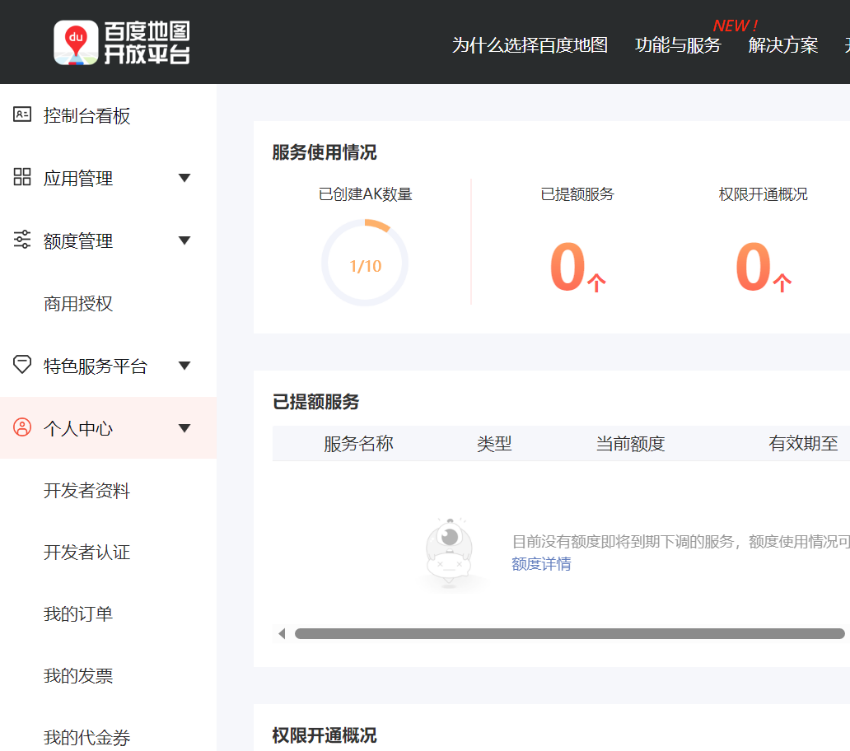 du 百度地图
开放平台
NEW !
为什么选择百度地图 功能与服务 解决方案
控制台看板
应用管理
额度管理
商用授权
特色服务平台
个人中心
开发者资料
开发者认证
我的订单
我的发票
我的代金券
服务使用情况
已创建AK数量 已提额服务 权限开通概况
1/10 0个 0个
已提额服务
服务名称 类型 当前额度 有效期至
目前没有额度即将到期下调的服务，额度使用情况可
额度详情
权限开通概况